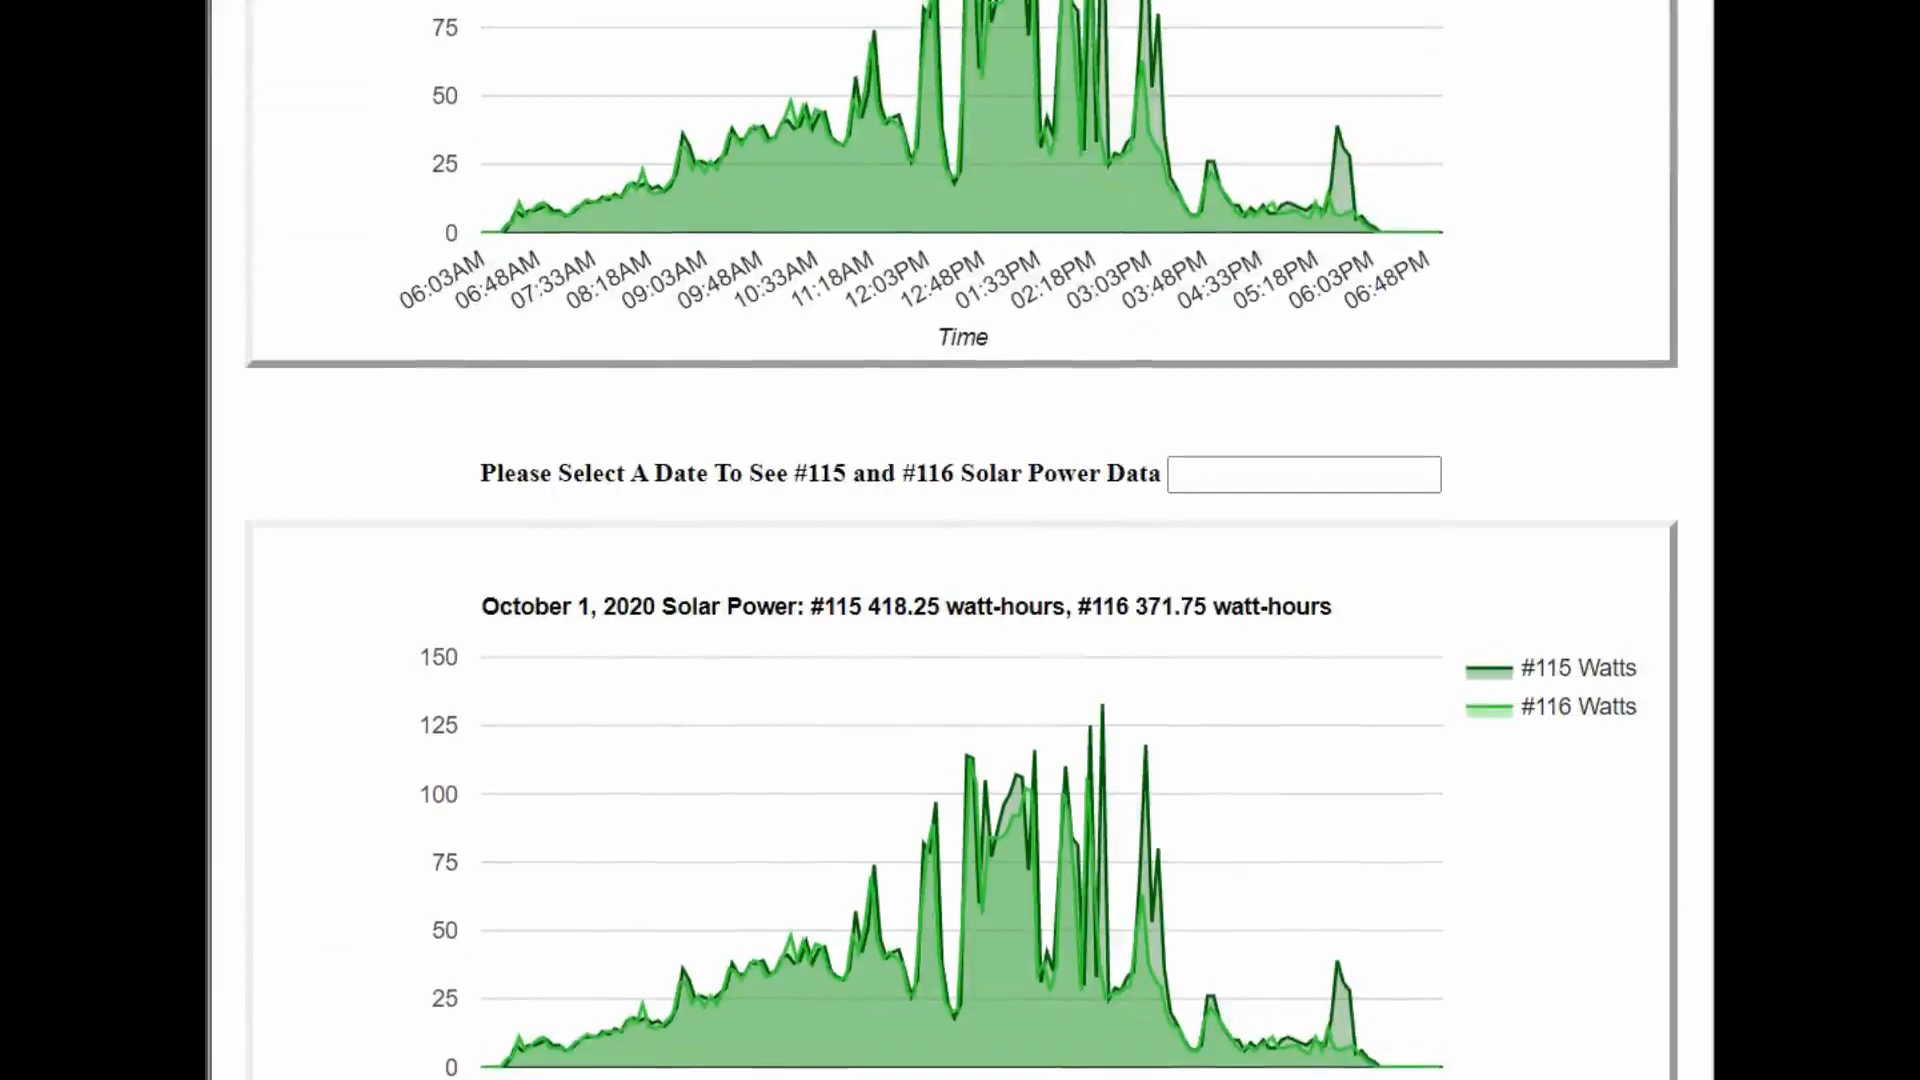 75
50
25
0
06:03AM 06:48AM 07:33AM 08:18AM 09:03AM 09:48AM 10:33AM 11:18AM 12:03PM 12:48PM 01:33PM 02:18PM 03:03PM 03:48PM 04:33PM 05:18PM 06:03PM 06:48PM
Time
Please Select A Date To See #115 and #116 Solar Power Data
October 1, 2020 Solar Power: #115 418.25 watt-hours, #116 371.75 watt-hours
150
#115 Watts
#116 Watts
125
100
75
50
25
0